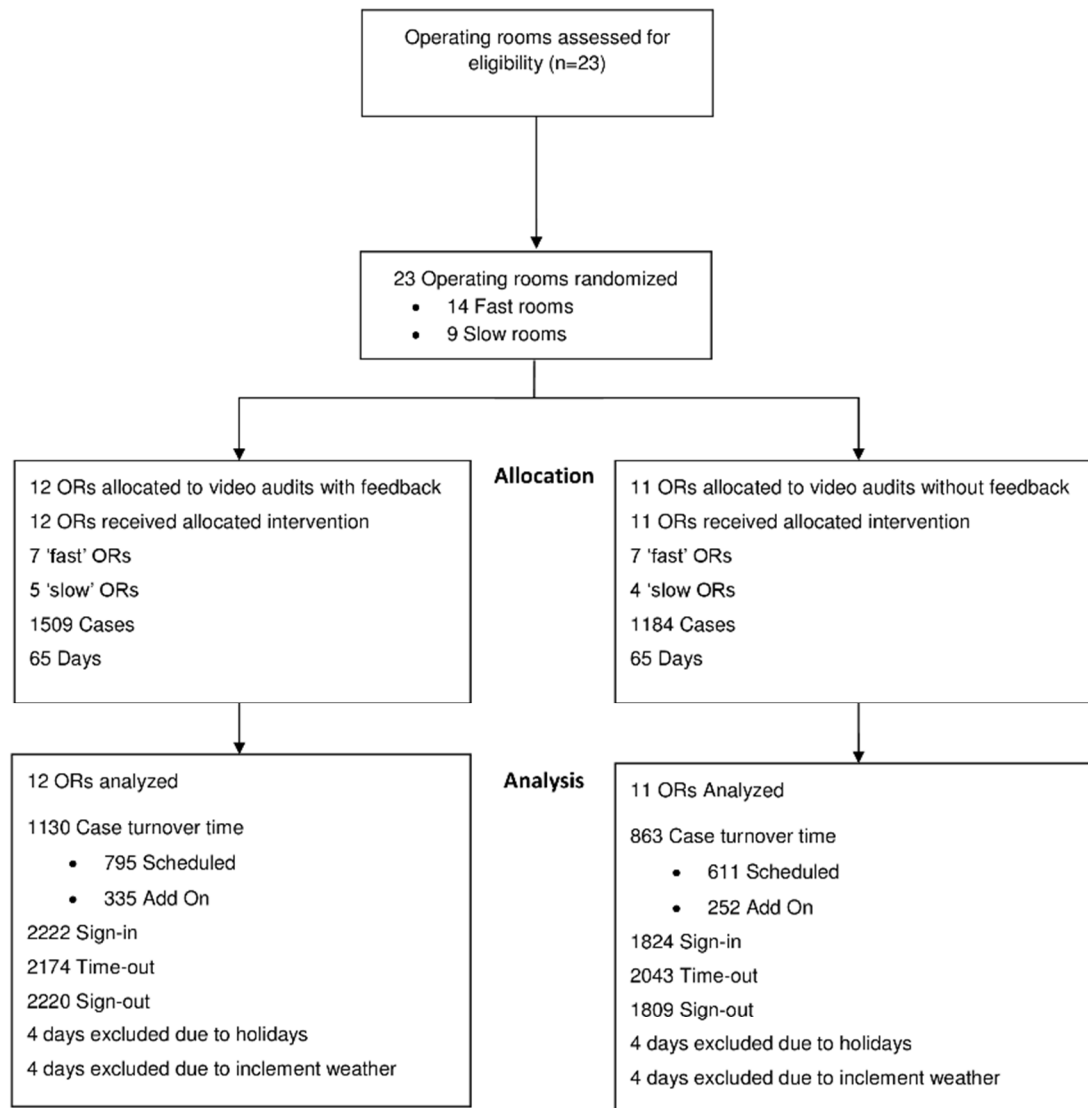 Operating rooms assessed for
eligibility (n=23)
23 Operating rooms randomized
• 14 Fast rooms
• 9 Slow rooms
Allocation
12 ORs allocated to video audits with feedback
12 ORs received allocated intervention
7 ‘fast’ ORs
5 ‘slow’ ORs
1509 Cases
65 Days
11 ORs allocated to video audits without feedback
11 ORs received allocated intervention
7 ‘fast’ ORs
4 ‘slow ORs
1184 Cases
65 Days
Analysis
12 ORs analyzed
1130 Case turnover time
• 795 Scheduled
• 335 Add On
2222 Sign-in
2174 Time-out
2220 Sign-out
4 days excluded due to holidays
4 days excluded due to inclement weather
11 ORs Analyzed
863 Case turnover time
• 611 Scheduled
• 252 Add On
1824 Sign-in
2043 Time-out
1809 Sign-out
4 days excluded due to holidays
4 days excluded due to inclement weather